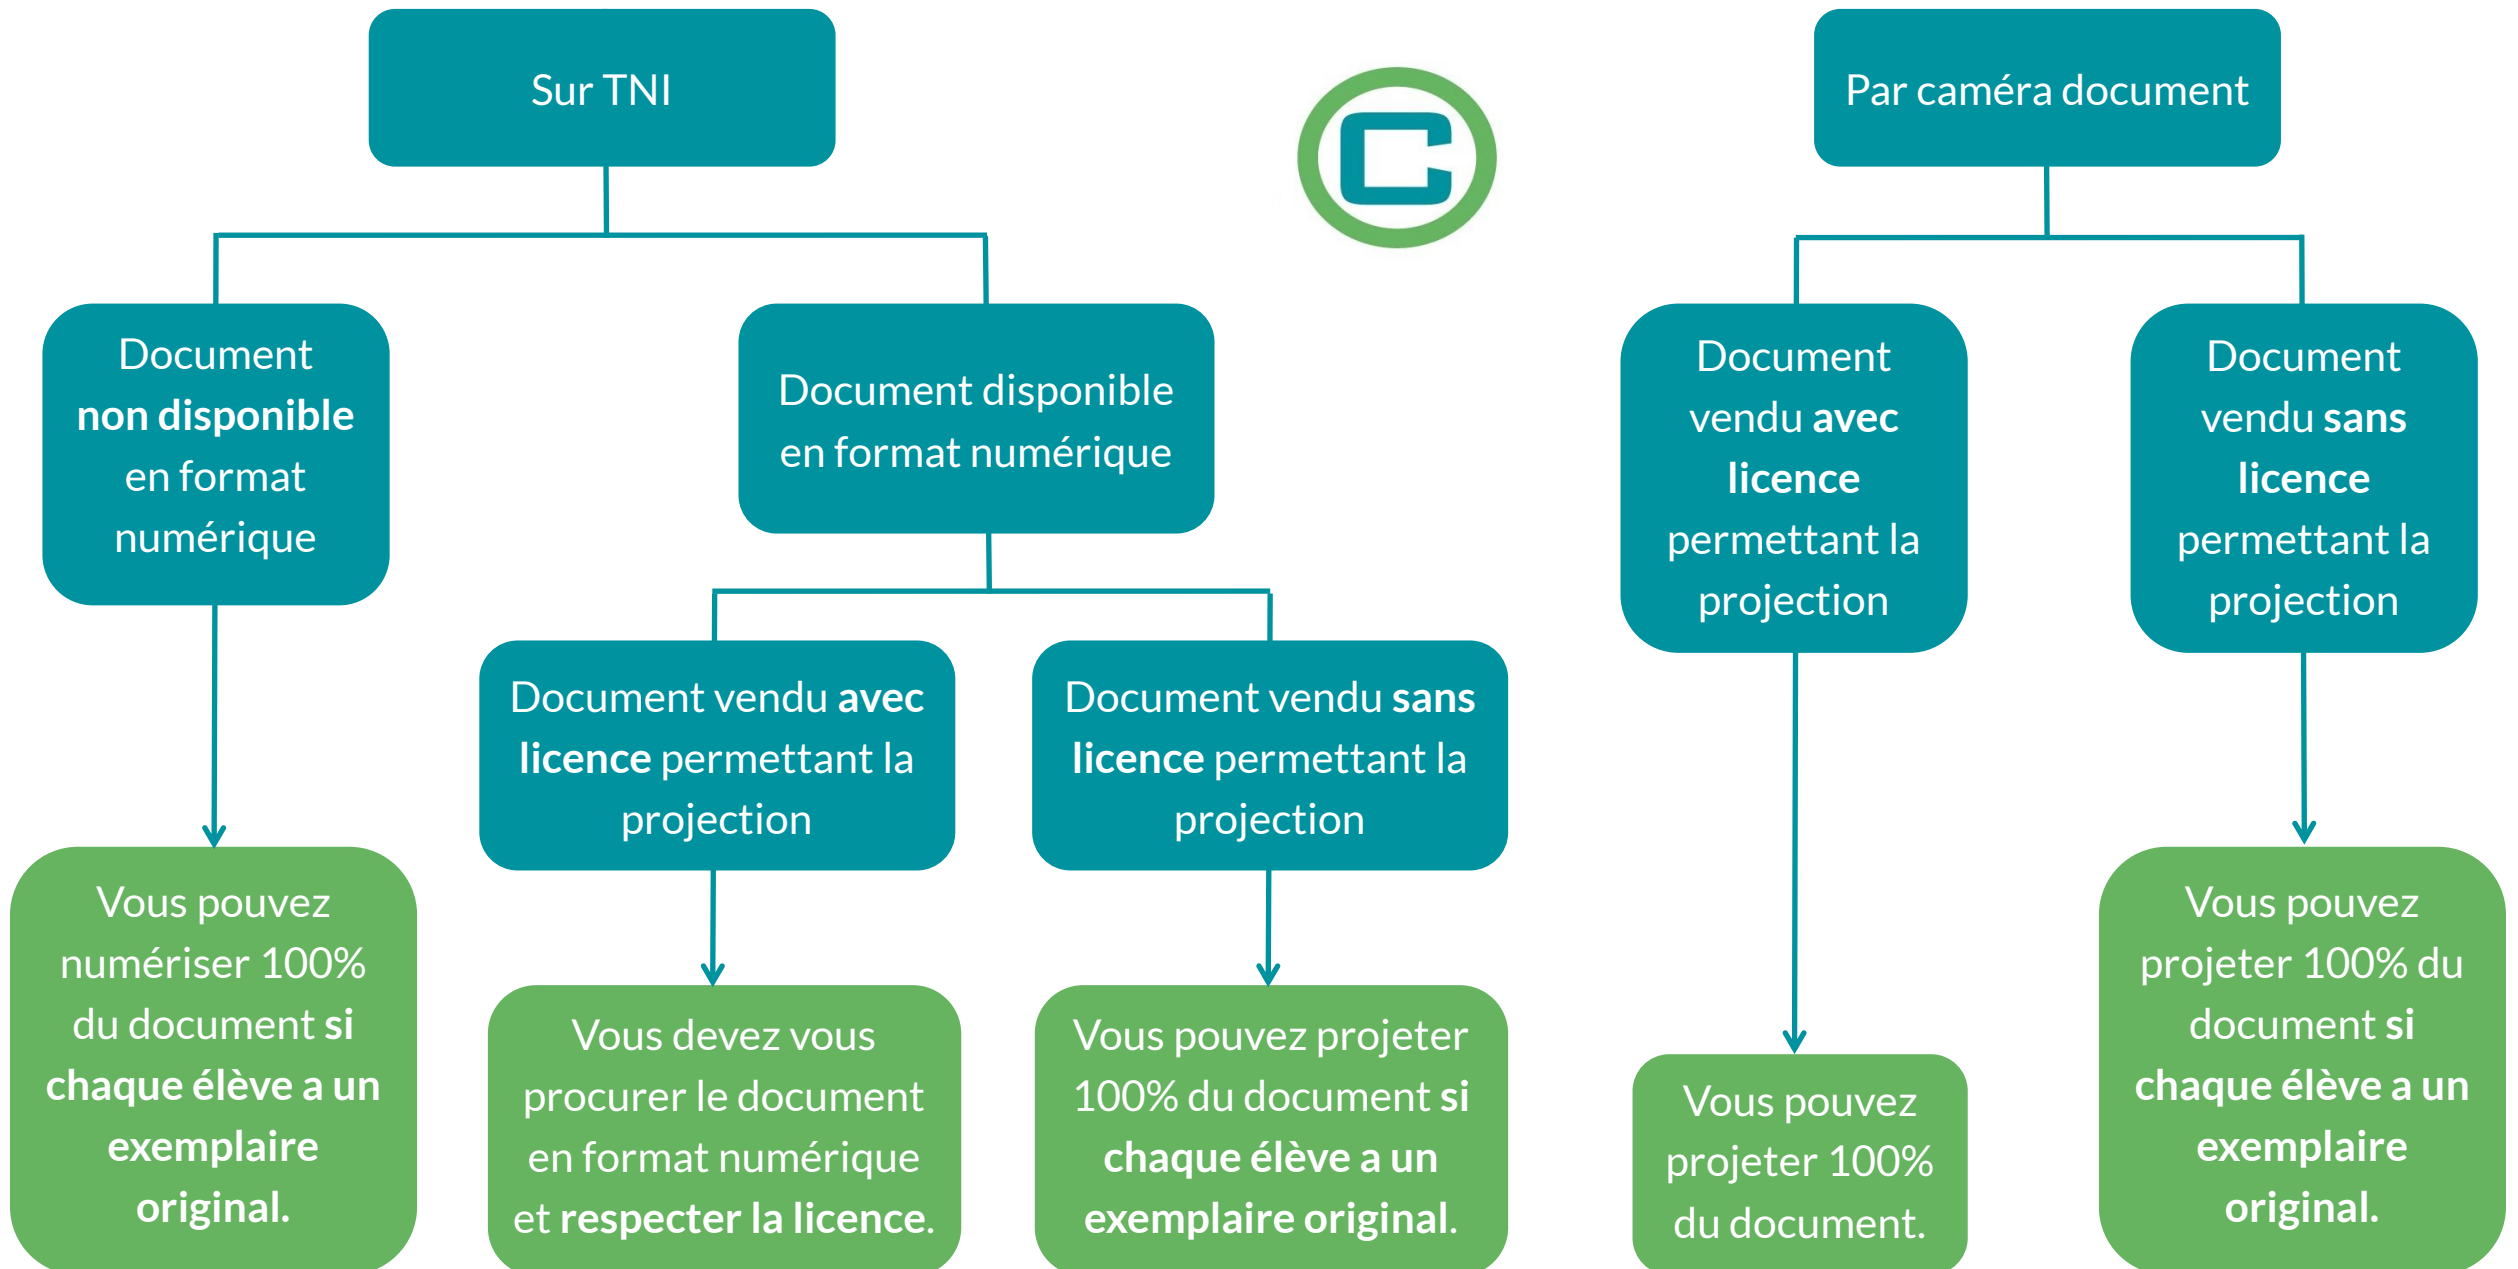 Sur TNI
Par caméra document
Document
non disponible
en format
numérique
Document disponible
en format numérique
Document vendu avec
licence permettant la
projection
Document vendu sans
licence permettant la
projection
Document
vendu avec
licence
permettant la
projection
Document
vendu sans
licence
permettant la
projection
Vous pouvez
numériser 100%
du document si
chaque élève a un
exemplaire
original.
Vous devez vous
procurer le document
en format numérique
et respecter la licence.
Vous pouvez projeter
100% du document si
chaque élève a un
exemplaire original.
Vous pouvez
projeter 100%
du document.
Vous pouvez
projeter 100% du
document si
chaque élève a un
exemplaire
original.